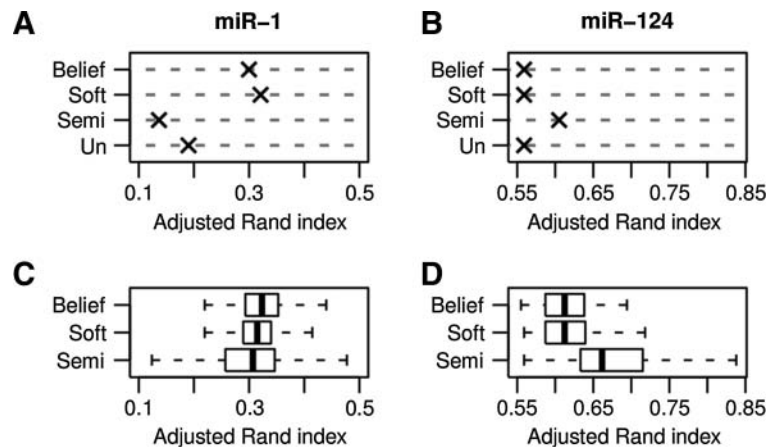 A miR-1
Belief
Soft
Semi
Un
0.1 0.3 0.5
Adjusted Rand index
B miR-124
Belief
Soft
Semi
Un
0.55 0.65 0.75 0.85
Adjusted Rand index
C
Belief
Soft
Semi
0.1 0.3 0.5
Adjusted Rand index
D
Belief
Soft
Semi
0.55 0.65 0.75 0.85
Adjusted Rand index